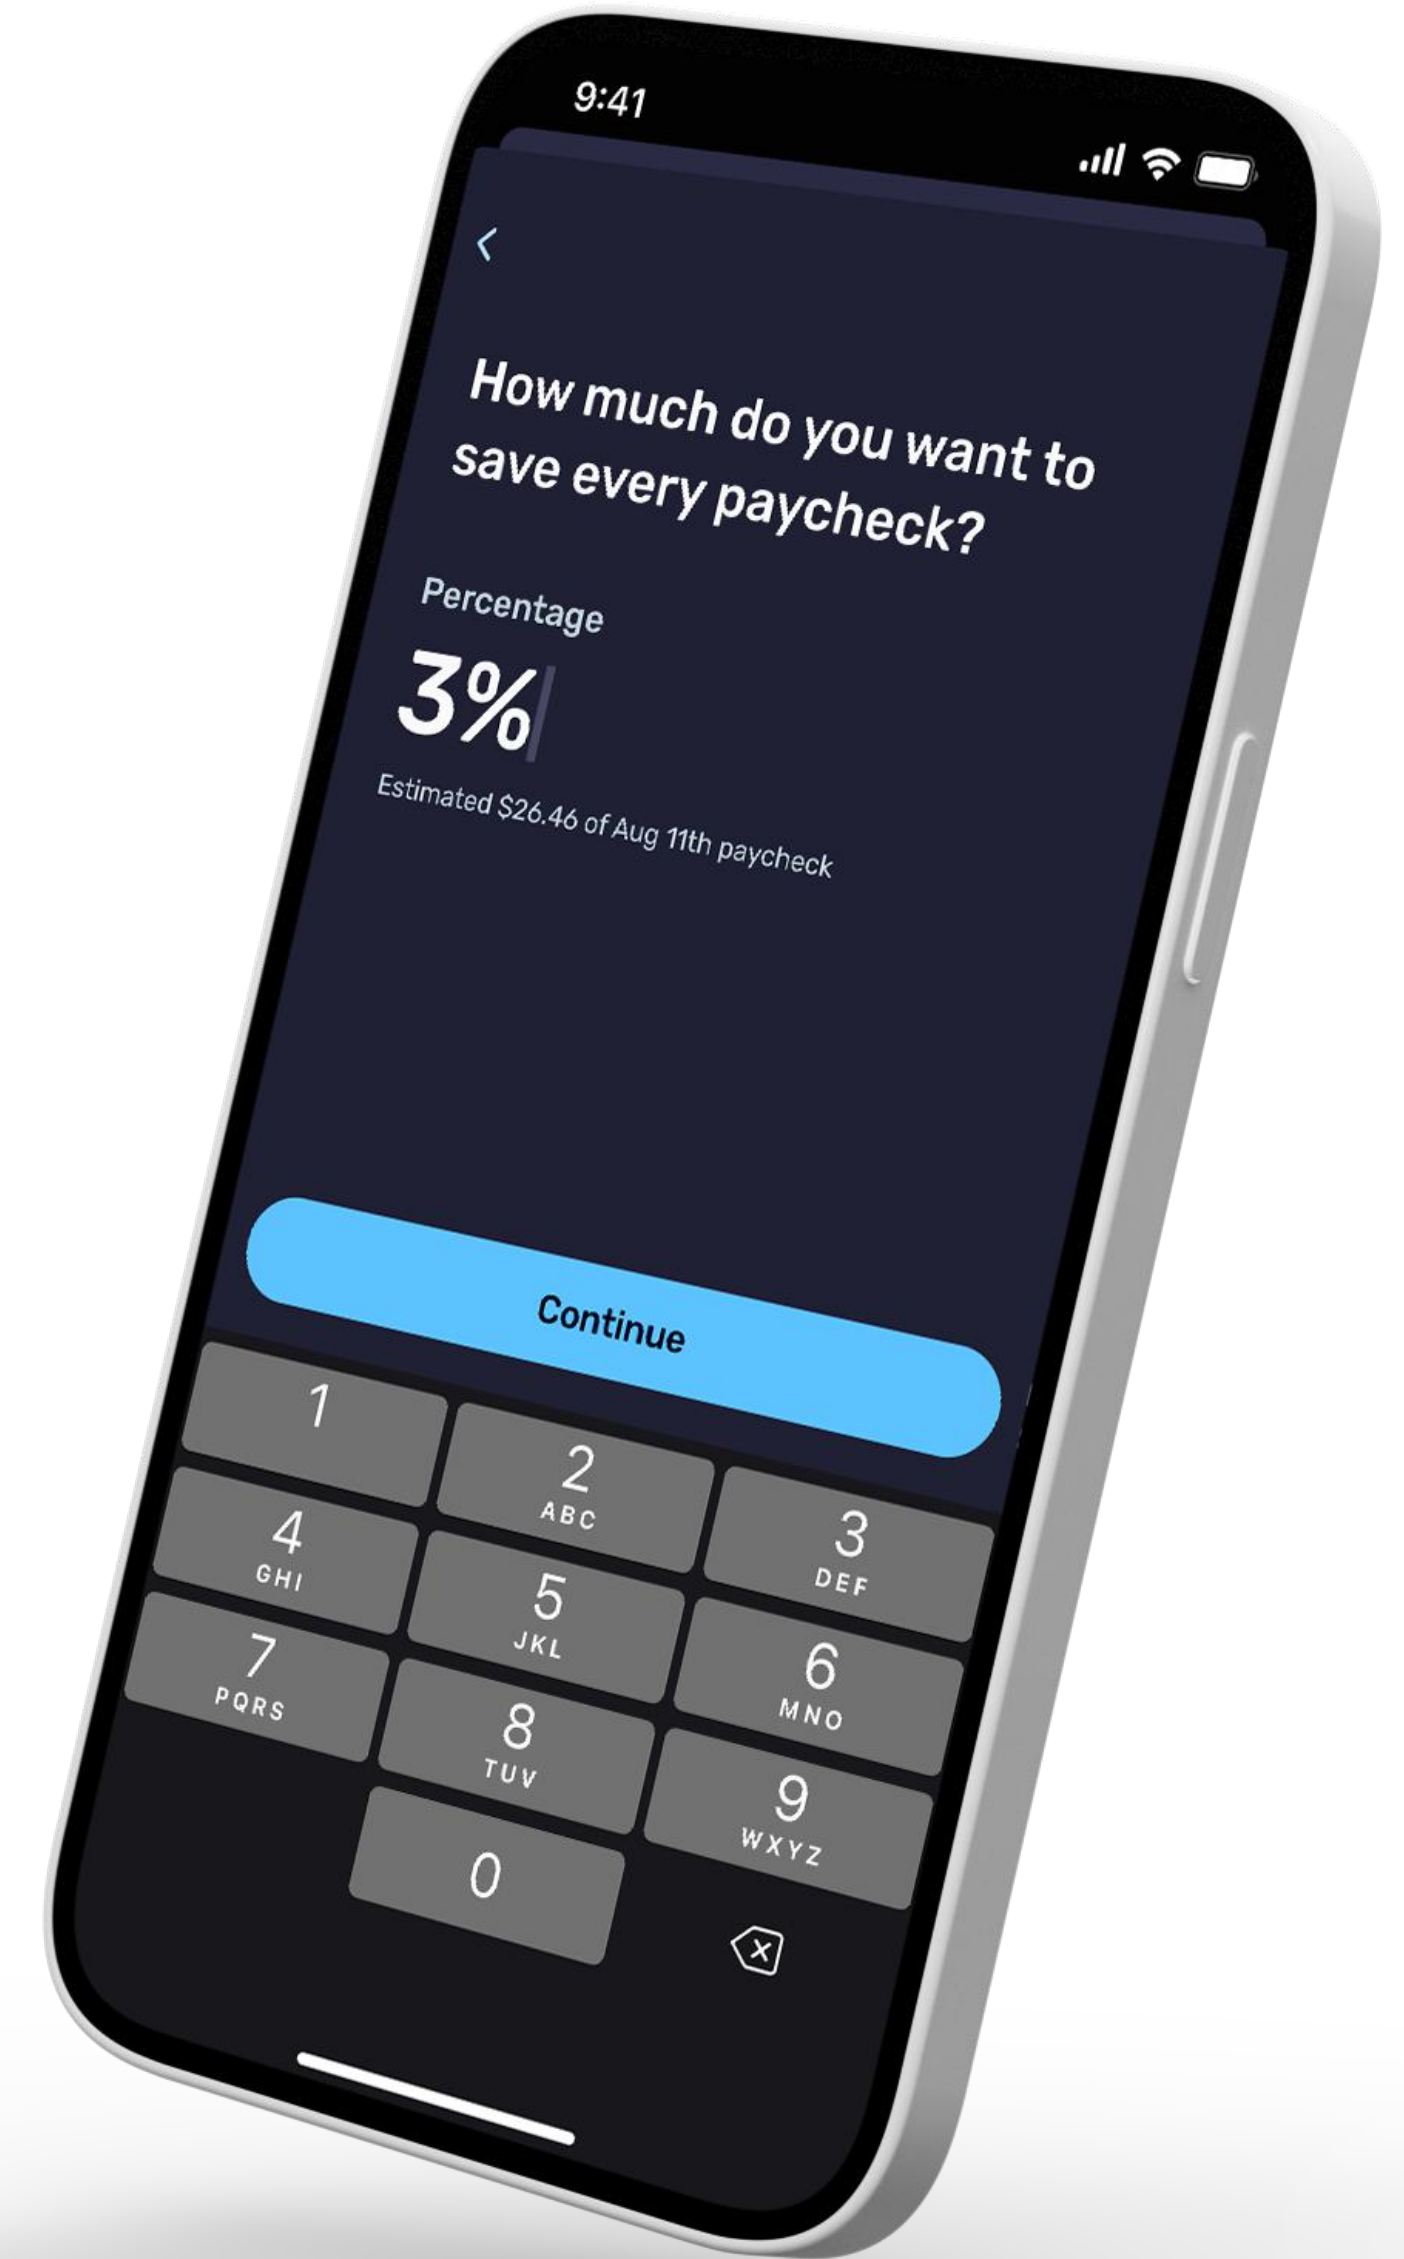 9:41
How much do you want to
save every paycheck?
Percentage
3%
Estimated $26.46 of Aug 11th paycheck
Continue
1
2
ABC
3
DEF
4
GHI
5
JKL
6
MNO
7
PQRS
8
TUV
9
WXYZ
0